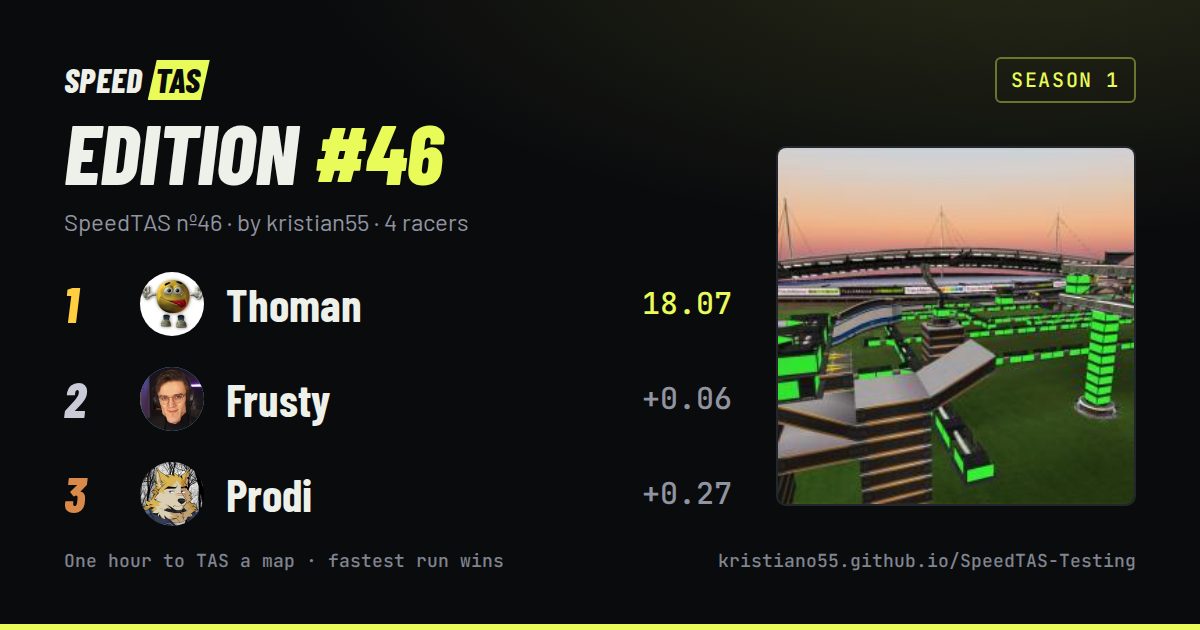 SPEED TAS
SEASON 1
EDITION #46
SpeedTAS nº46 · by kristian55 · 4 racers
1 Thoman 18.07
2 Frusty +0.06
3 Prodi +0.27
One hour to TAS a map · fastest run wins
kristiano55.github.io/SpeedTAS-Testing